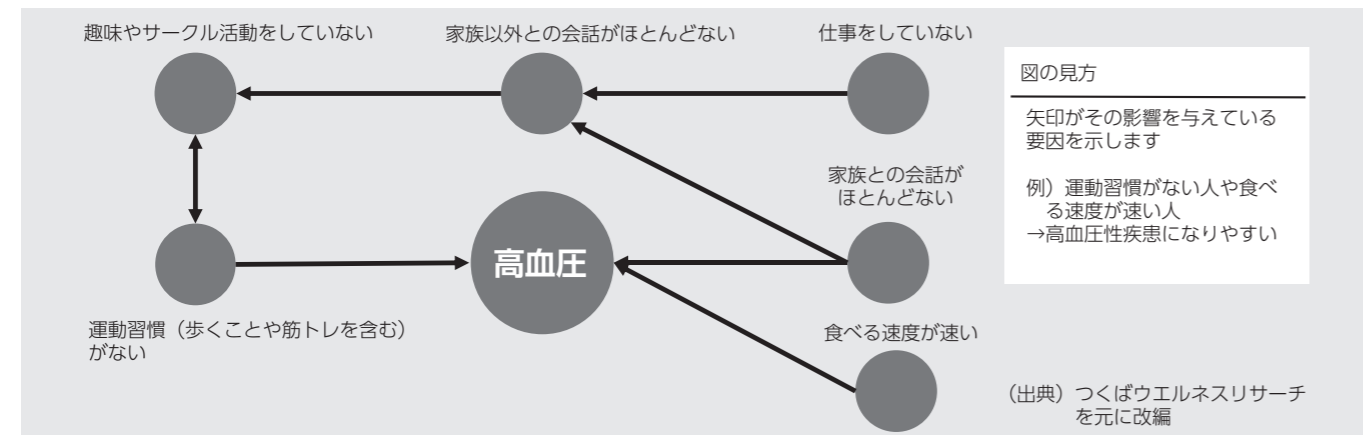 趣味やサークル活動をしていない
家族以外との会話がほとんどない
仕事をしていない
家族との会話が
ほとんどない
高血圧
運動習慣（歩くことや筋トレを含む）
がない
食べる速度が速い
図の見方
矢印がその影響を与えている
要因を示します
例）運動習慣がない人や食べ
る速度が速い人
→高血圧性疾患になりやすい
（出典）つくばウエルネスリサーチ
を元に改編